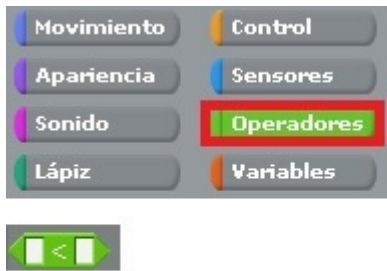 Movimiento Control
Apariencia Sensores
Sonido Operadores
Lápiz Variables
<